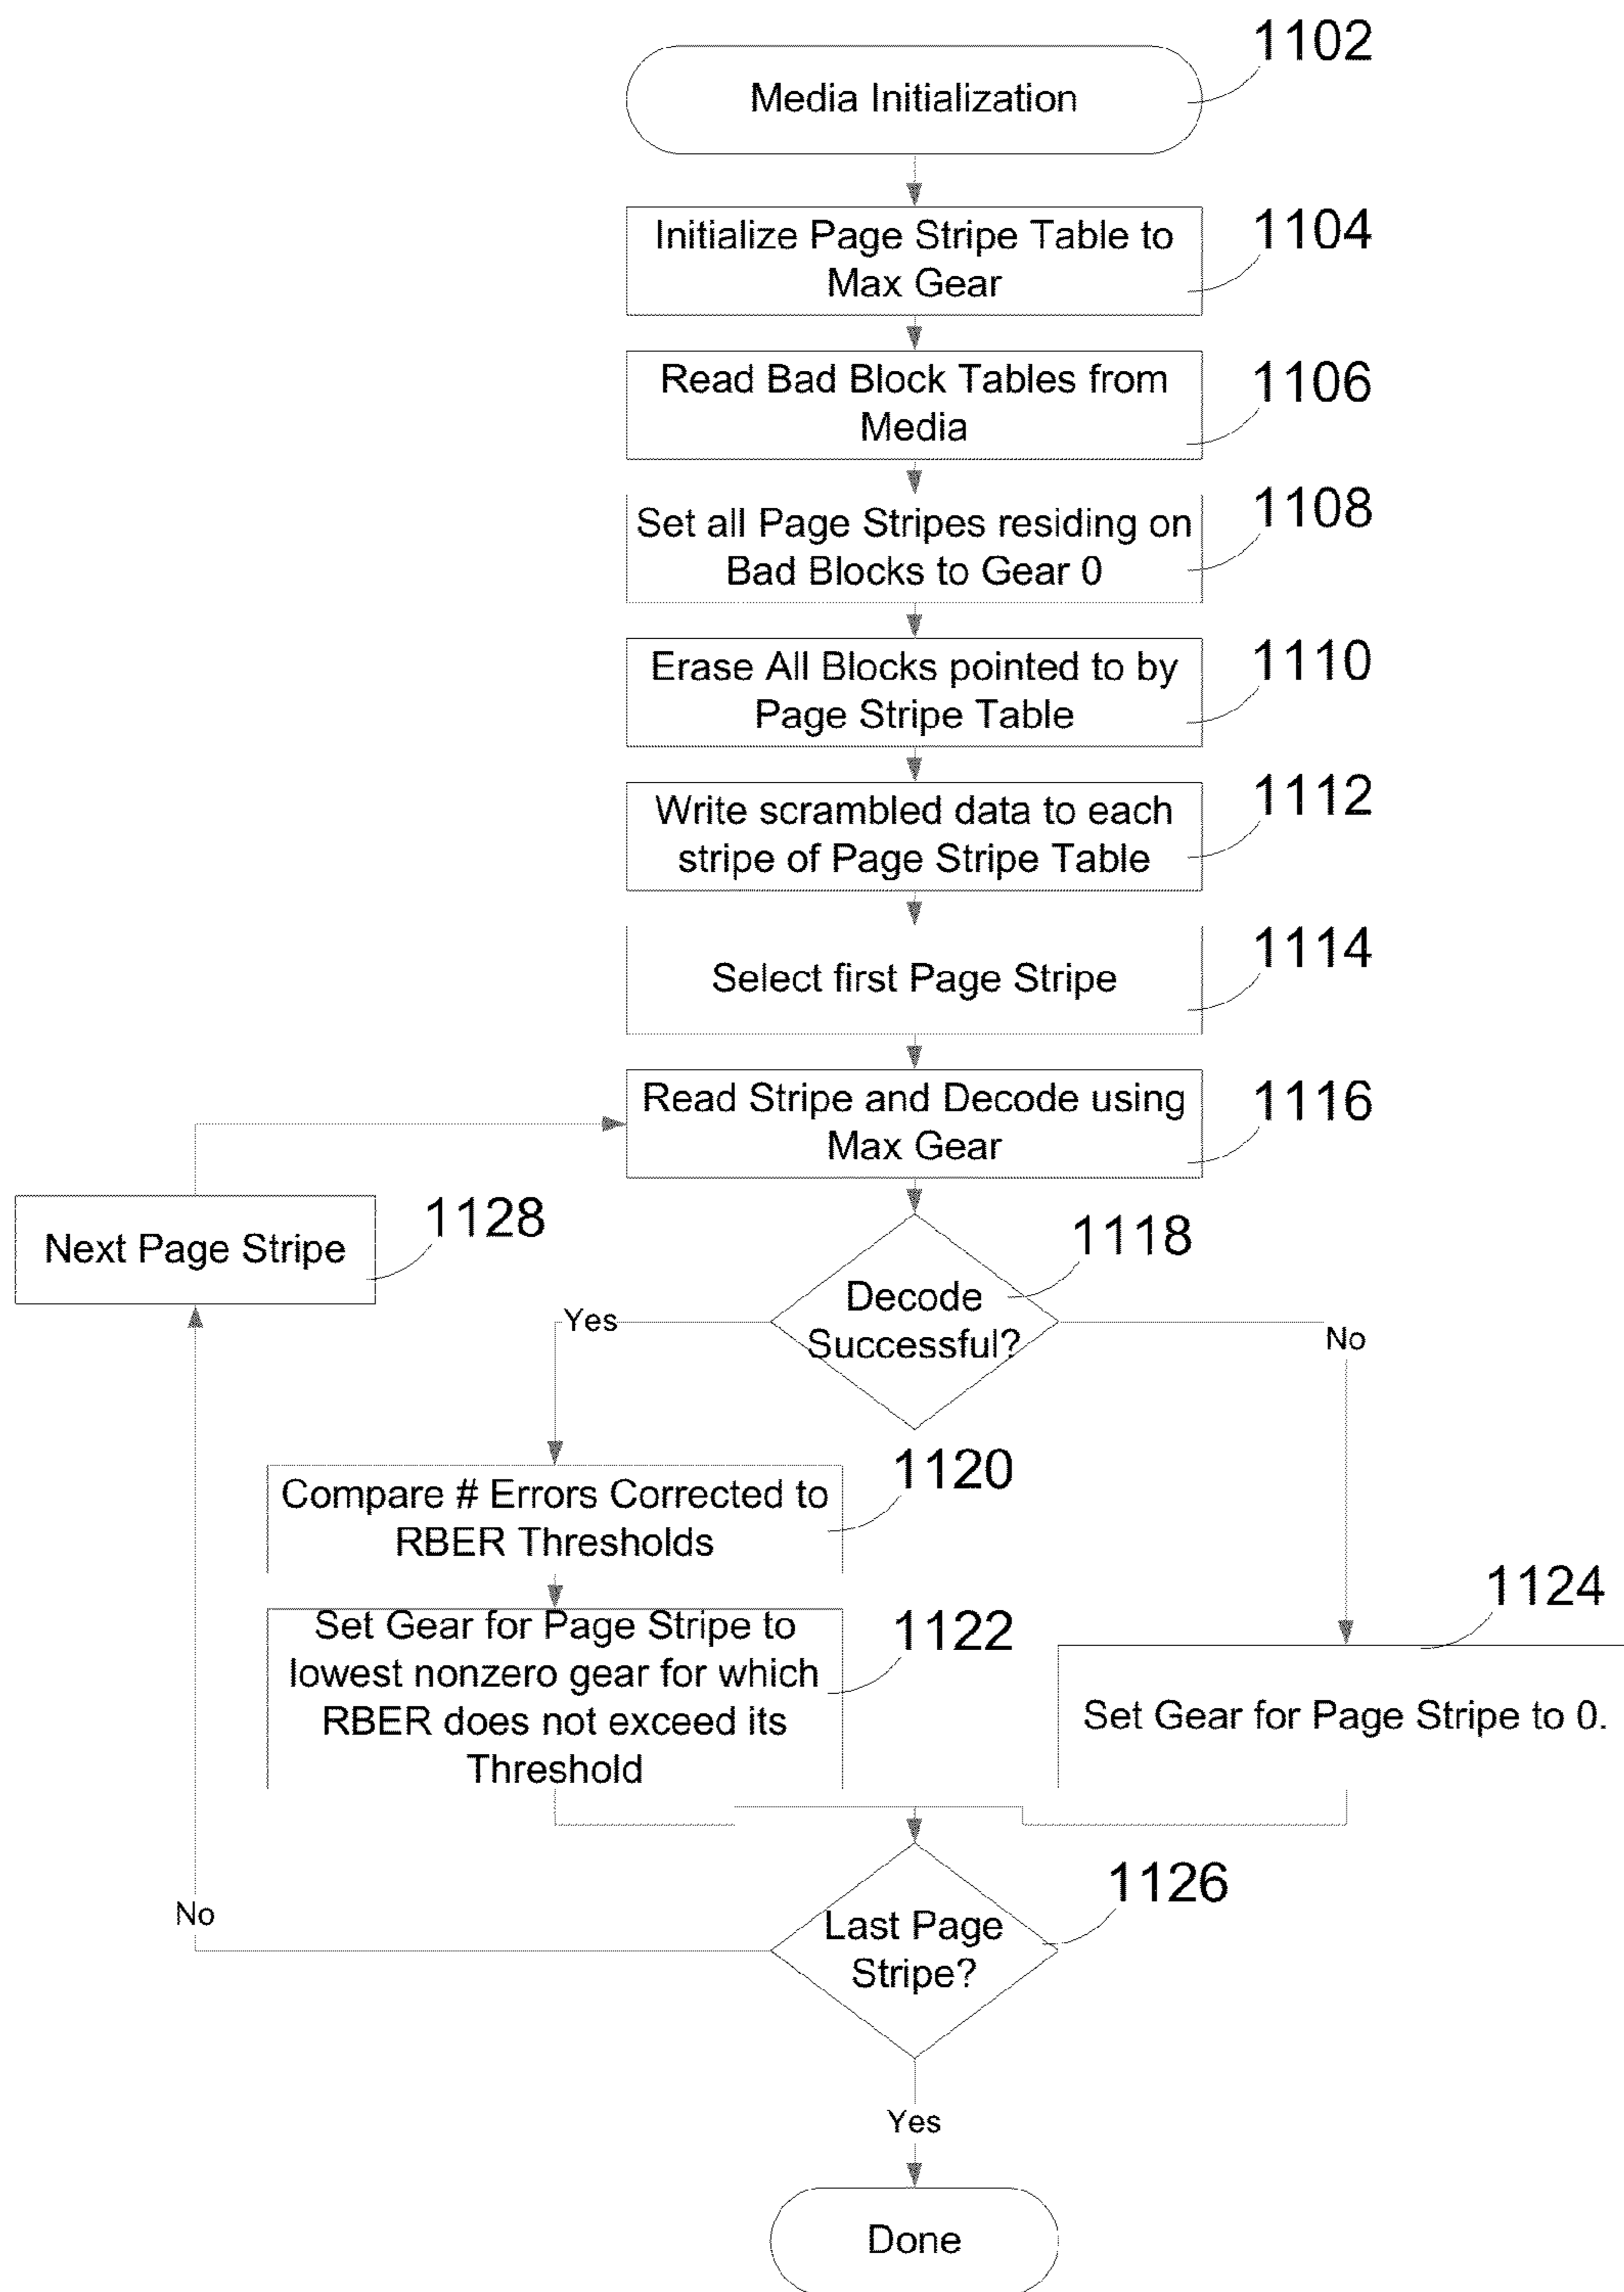 1102
Media Initialization
Initialize Page Stripe Table to
Max Gear
1104
Read Bad Block Tables from
Media
1106
Set all Page Stripes residing on
Bad Blocks to Gear 0
1108
Erase All Blocks pointed to by
Page Stripe Table
1110
Write scrambled data to each
stripe of Page Stripe Table
1112
Select first Page Stripe
1114
Read Stripe and Decode using
Max Gear
1116
Next Page Stripe
1128
Decode
Successful?
1118
Yes
No
Compare # Errors Corrected to
RBER Thresholds
1120
Set Gear for Page Stripe to
lowest nonzero gear for which
RBER does not exceed its
Threshold
1122
1124
Set Gear for Page Stripe to 0.
Last Page
Stripe?
1126
No
Yes
Done